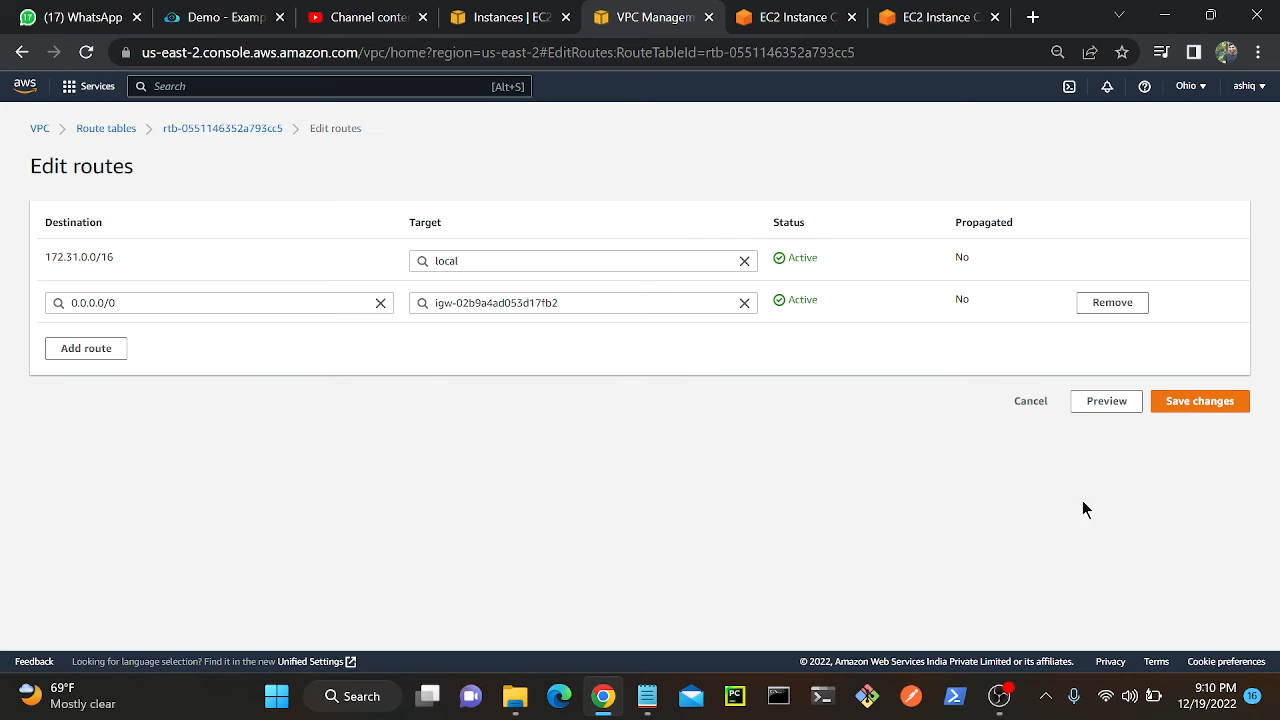 (17) WhatsApp
Demo - Examp
Channel conte
Instances | EC2
VPC Managem
EC2 Instance C
EC2 Instance C
us-east-2.console.aws.amazon.com/vpc/home?region=us-east-2#EditRoutes:RouteTableId=rtb-0551146352a793cc5
aws
Services
Search
[Alt+S]
Ohio
ashiq
VPC
Route tables
rtb-0551146352a793cc5
Edit routes
Edit routes
Destination
Target
Status
Propagated
172.31.0.0/16
local
Active
No
0.0.0.0/0
igw-02b9a4ad053d17fb2
Active
No
Remove
Add route
Cancel
Preview
Save changes
Feedback
Looking for language selection? Find it in the new Unified Settings
© 2022, Amazon Web Services India Private Limited or its affiliates.
Privacy
Terms
Cookie preferences
69°F
Mostly clear
Search
PC
9:10 PM
12/19/2022
16